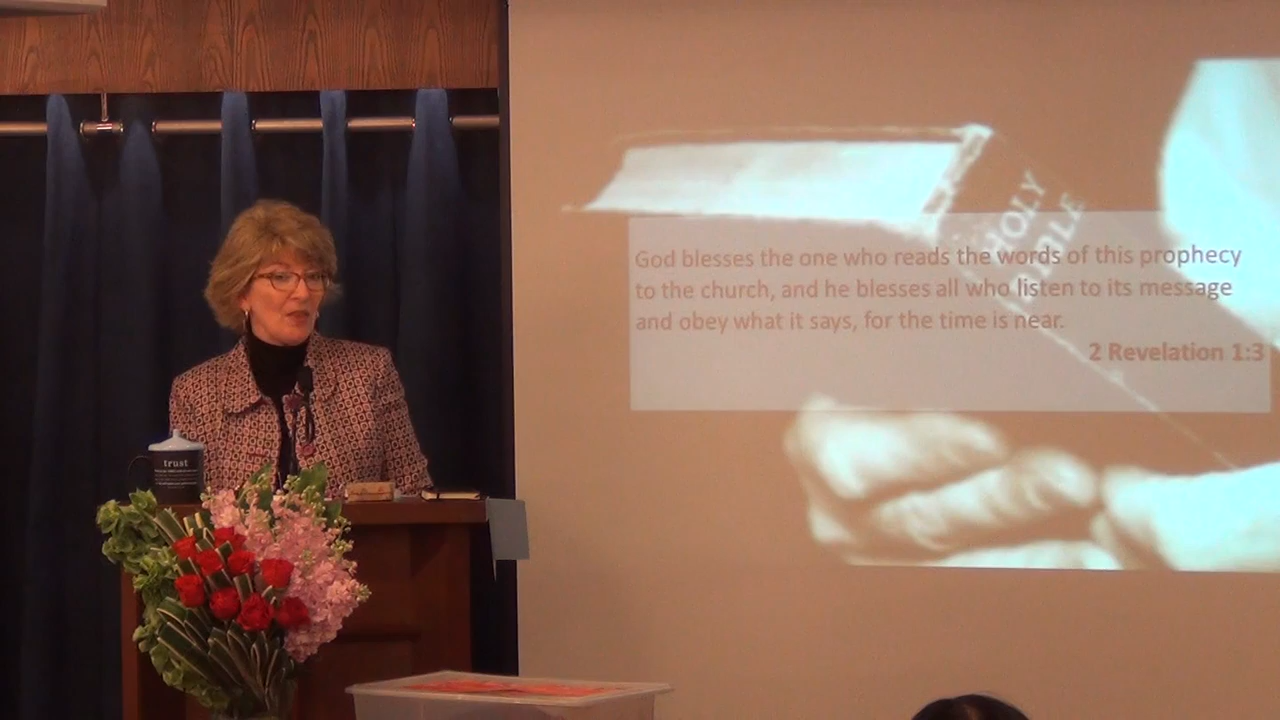 trust
HOLY
BIBLE
God blesses the one who reads the words of this prophecy
to the church, and he blesses all who listen to its message
and obey what it says, for the time is near.
2 Revelation 1:3